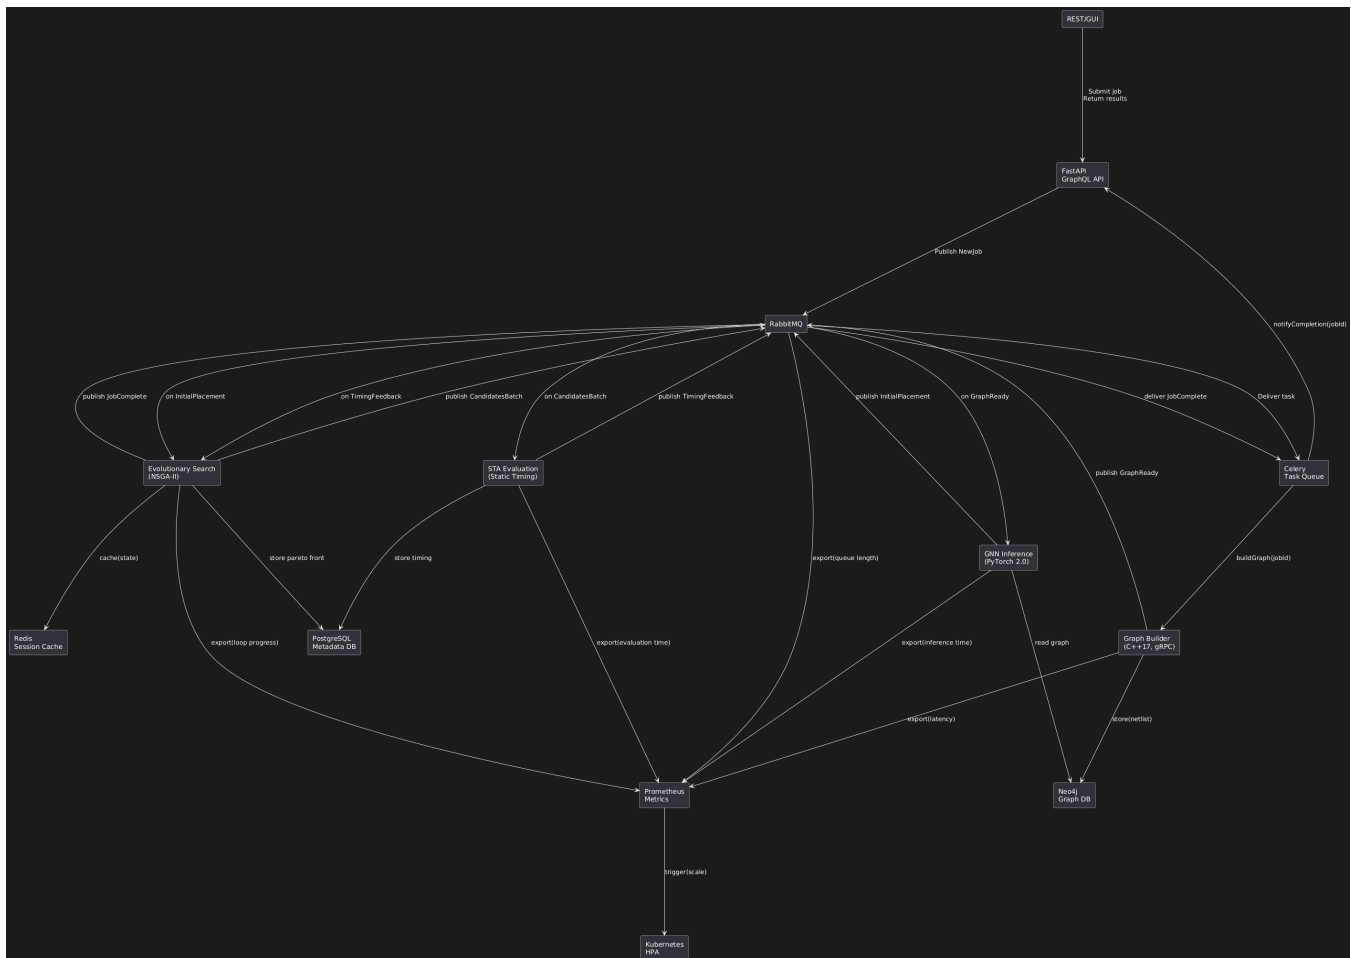 REST/GUI
Submit job
Return results
FastAPI
GraphQL API
Publish NewJob
RabbitMQ
notifyCompletion(jobId)
publish JobComplete
on InitialPlacement
on TimingFeedback
publish CandidatesBatch
on CandidatesBatch
publish TimingFeedback
publish InitialPlacement
on GraphReady
deliver JobComplete
Deliver task
Evolutionary Search
(NSGA-II)
STA Evaluation
(Static Timing)
publish GraphReady
Celery
Task Queue
cache(state)
store pareto front
store timing
export(queue length)
GNN Inference
(PyTorch 2.0)
buildGraph(jobId)
Redis
Session Cache
export(loop progress)
PostgreSQL
Metadata DB
export(evaluation time)
export(inference time)
read graph
Graph Builder
(C++17, gRPC)
export(latency)
store(netlist)
Prometheus
Metrics
Neo4j
Graph DB
trigger(scale)
Kubernetes
HPA